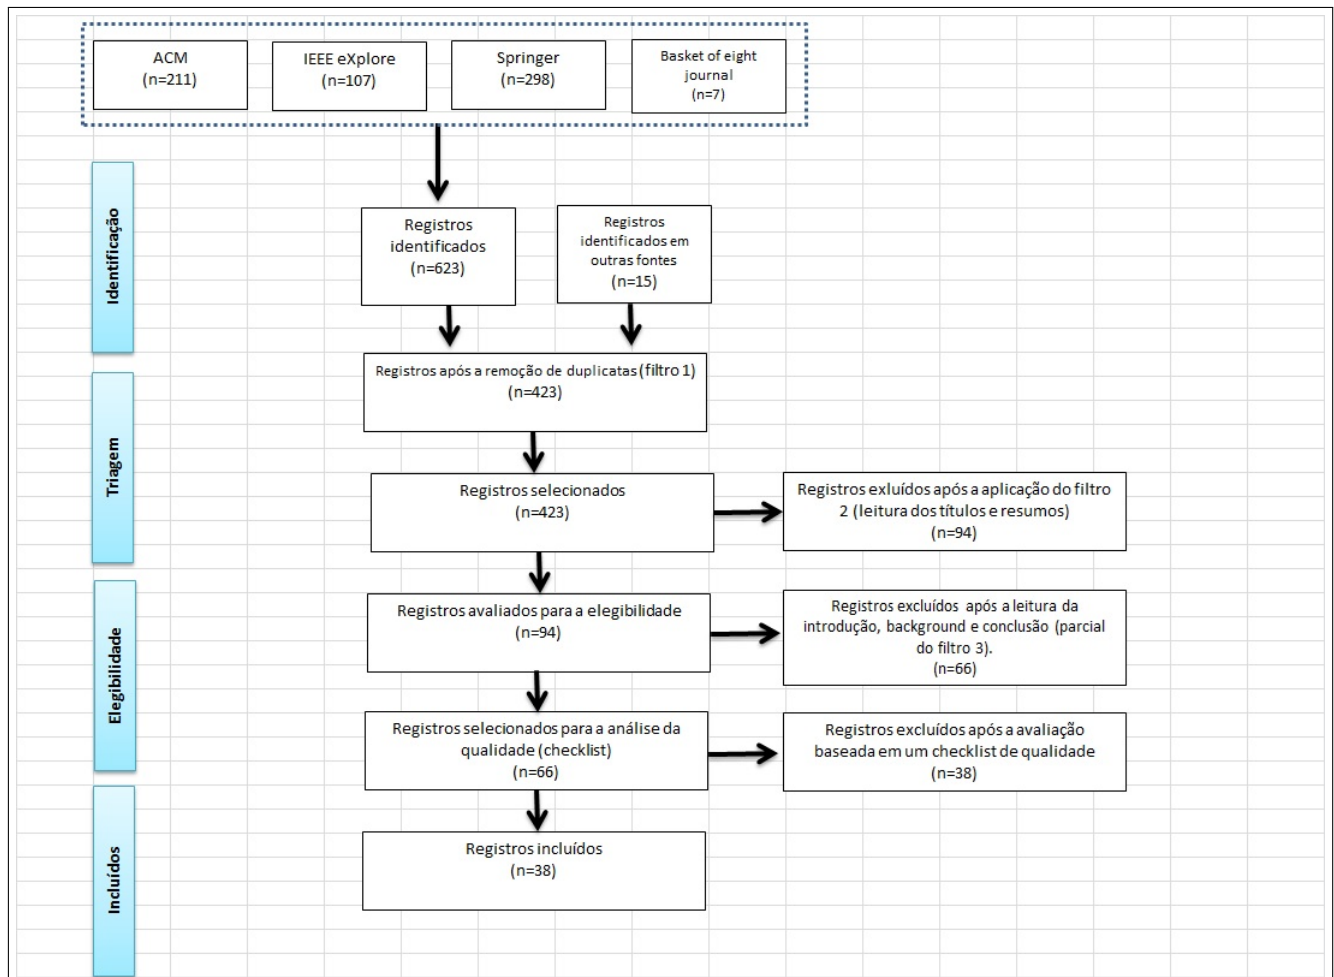 ACM
(n=211)
IEEE eXplore
(n=107)
Springer
(n=298)
Basket of eight
journal
(n=7)
Identificação
Registros
identificados
(n=623)
Registros
identificados em
outras fontes
(n=15)
Registros após a remoção de duplicatas (filtro 1)
(n=423)
Triagem
Registros selecionados
(n=423)
Registros exluídos após a aplicação do filtro
2 (leitura dos títulos e resumos)
(n=94)
Elegibilidade
Registros avaliados para a elegibilidade
(n=94)
Registros excluídos após a leitura da
introdução, background e conclusão (parcial
do filtro 3).
(n=66)
Registros selecionados para a análise da
qualidade (checklist)
(n=66)
Registros excluídos após a avaliação
baseada em um checklist de qualidade
(n=38)
Incluídos
Registros incluídos
(n=38)